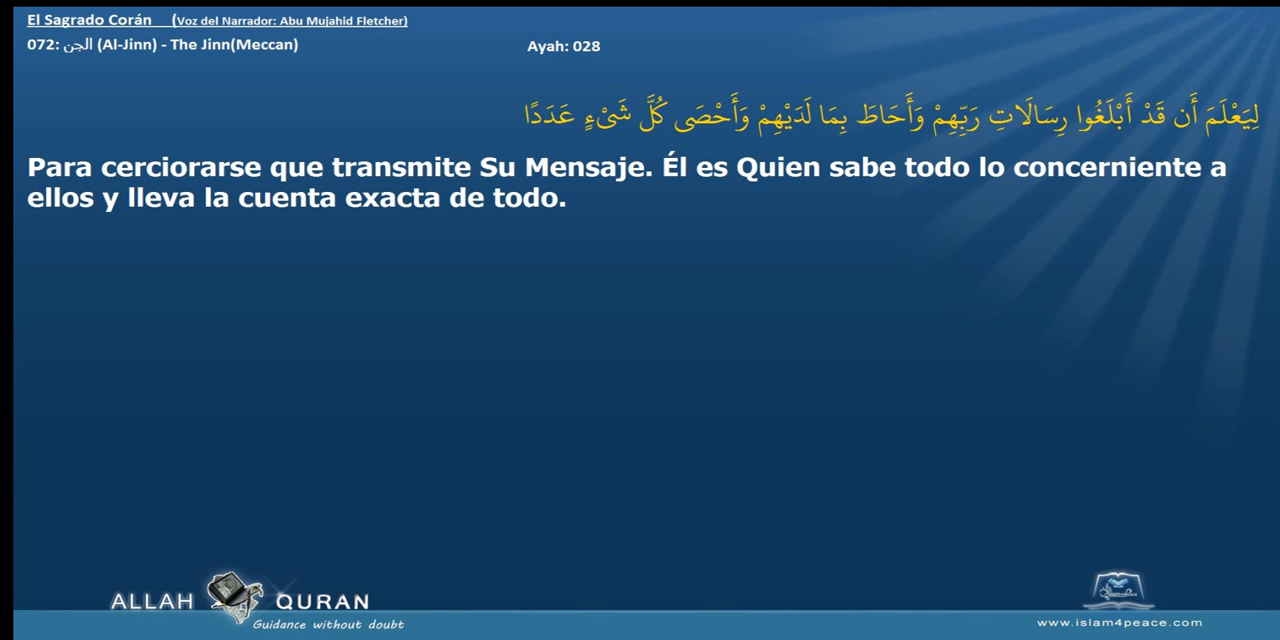 El Sagrado Corán (Voz del Narrador: Abu Mujahid Fletcher)
072: الجن (Al-Jinn) - The Jinn(Meccan) Ayah: 028
لِيَعْلَمَ أَن قَدْ أَبْلَغُوا رِسَالَاتِ رَبِّهِمْ وَأَحَاطَ بِمَا لَدَيْهِمْ وَأَحْصَى كُلَّ شَيْءٍ عَدَدًا
Para cerciorarse que transmite Su Mensaje. Él es Quien sabe todo lo concerniente a
ellos y lleva la cuenta exacta de todo.
ALLAH QURAN
Guidance without doubt
www.islam4peace.com